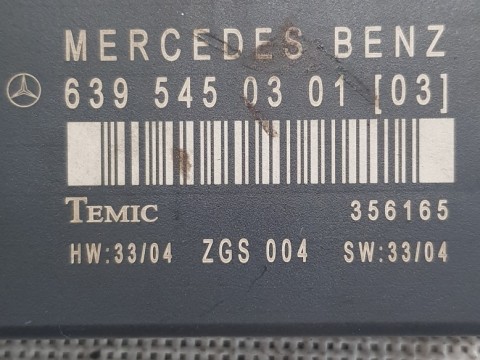 MERCEDES BENZ
639 545 03 01 [03]
TEMIC 356165
HW:33/04 ZGS 004 SW:33/04